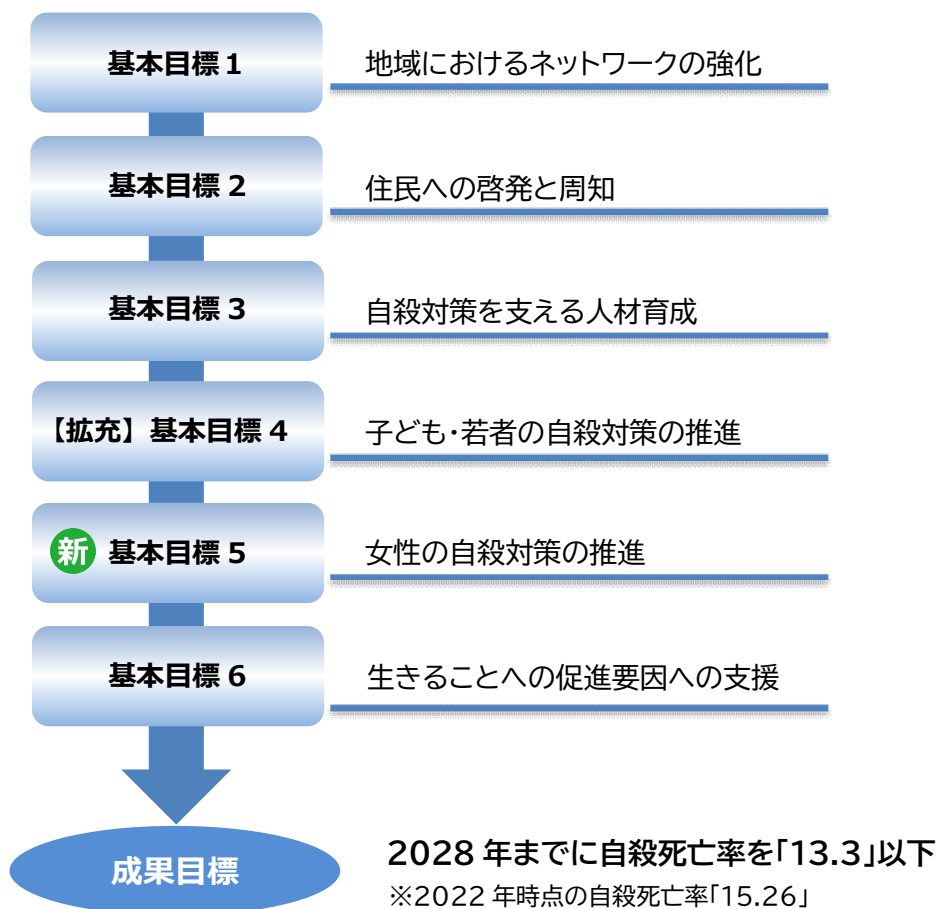 基本目標 1
地域におけるネットワークの強化
基本目標 2
住民への啓発と周知
基本目標 3
自殺対策を支える人材育成
【拡充】基本目標 4
子ども・若者の自殺対策の推進
新 基本目標 5
女性の自殺対策の推進
基本目標 6
生きることへの促進要因への支援
成果目標
2028 年までに自殺死亡率を「13.3」以下
※2022 年時点の自殺死亡率「15.26」